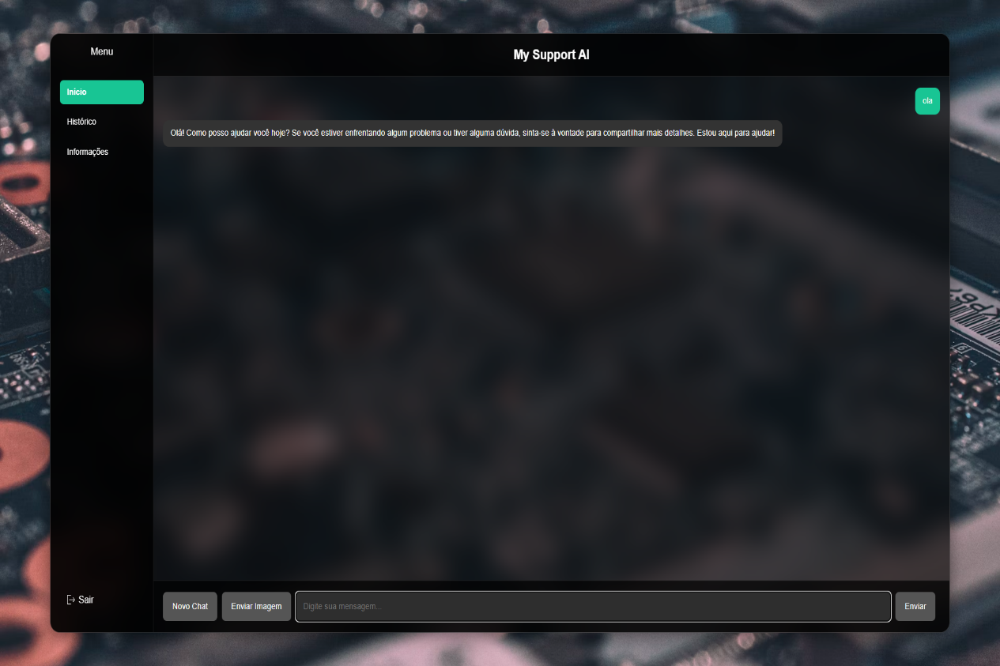 Menu
My Support AI
Início
Histórico
Informações
ola
Olá! Como posso ajudar você hoje? Se você estiver enfrentando algum problema ou tiver alguma dúvida, sinta-se à vontade para compartilhar mais detalhes. Estou aqui para ajudar!
Sair
Novo Chat
Enviar Imagem
Digite sua mensagem...
Enviar